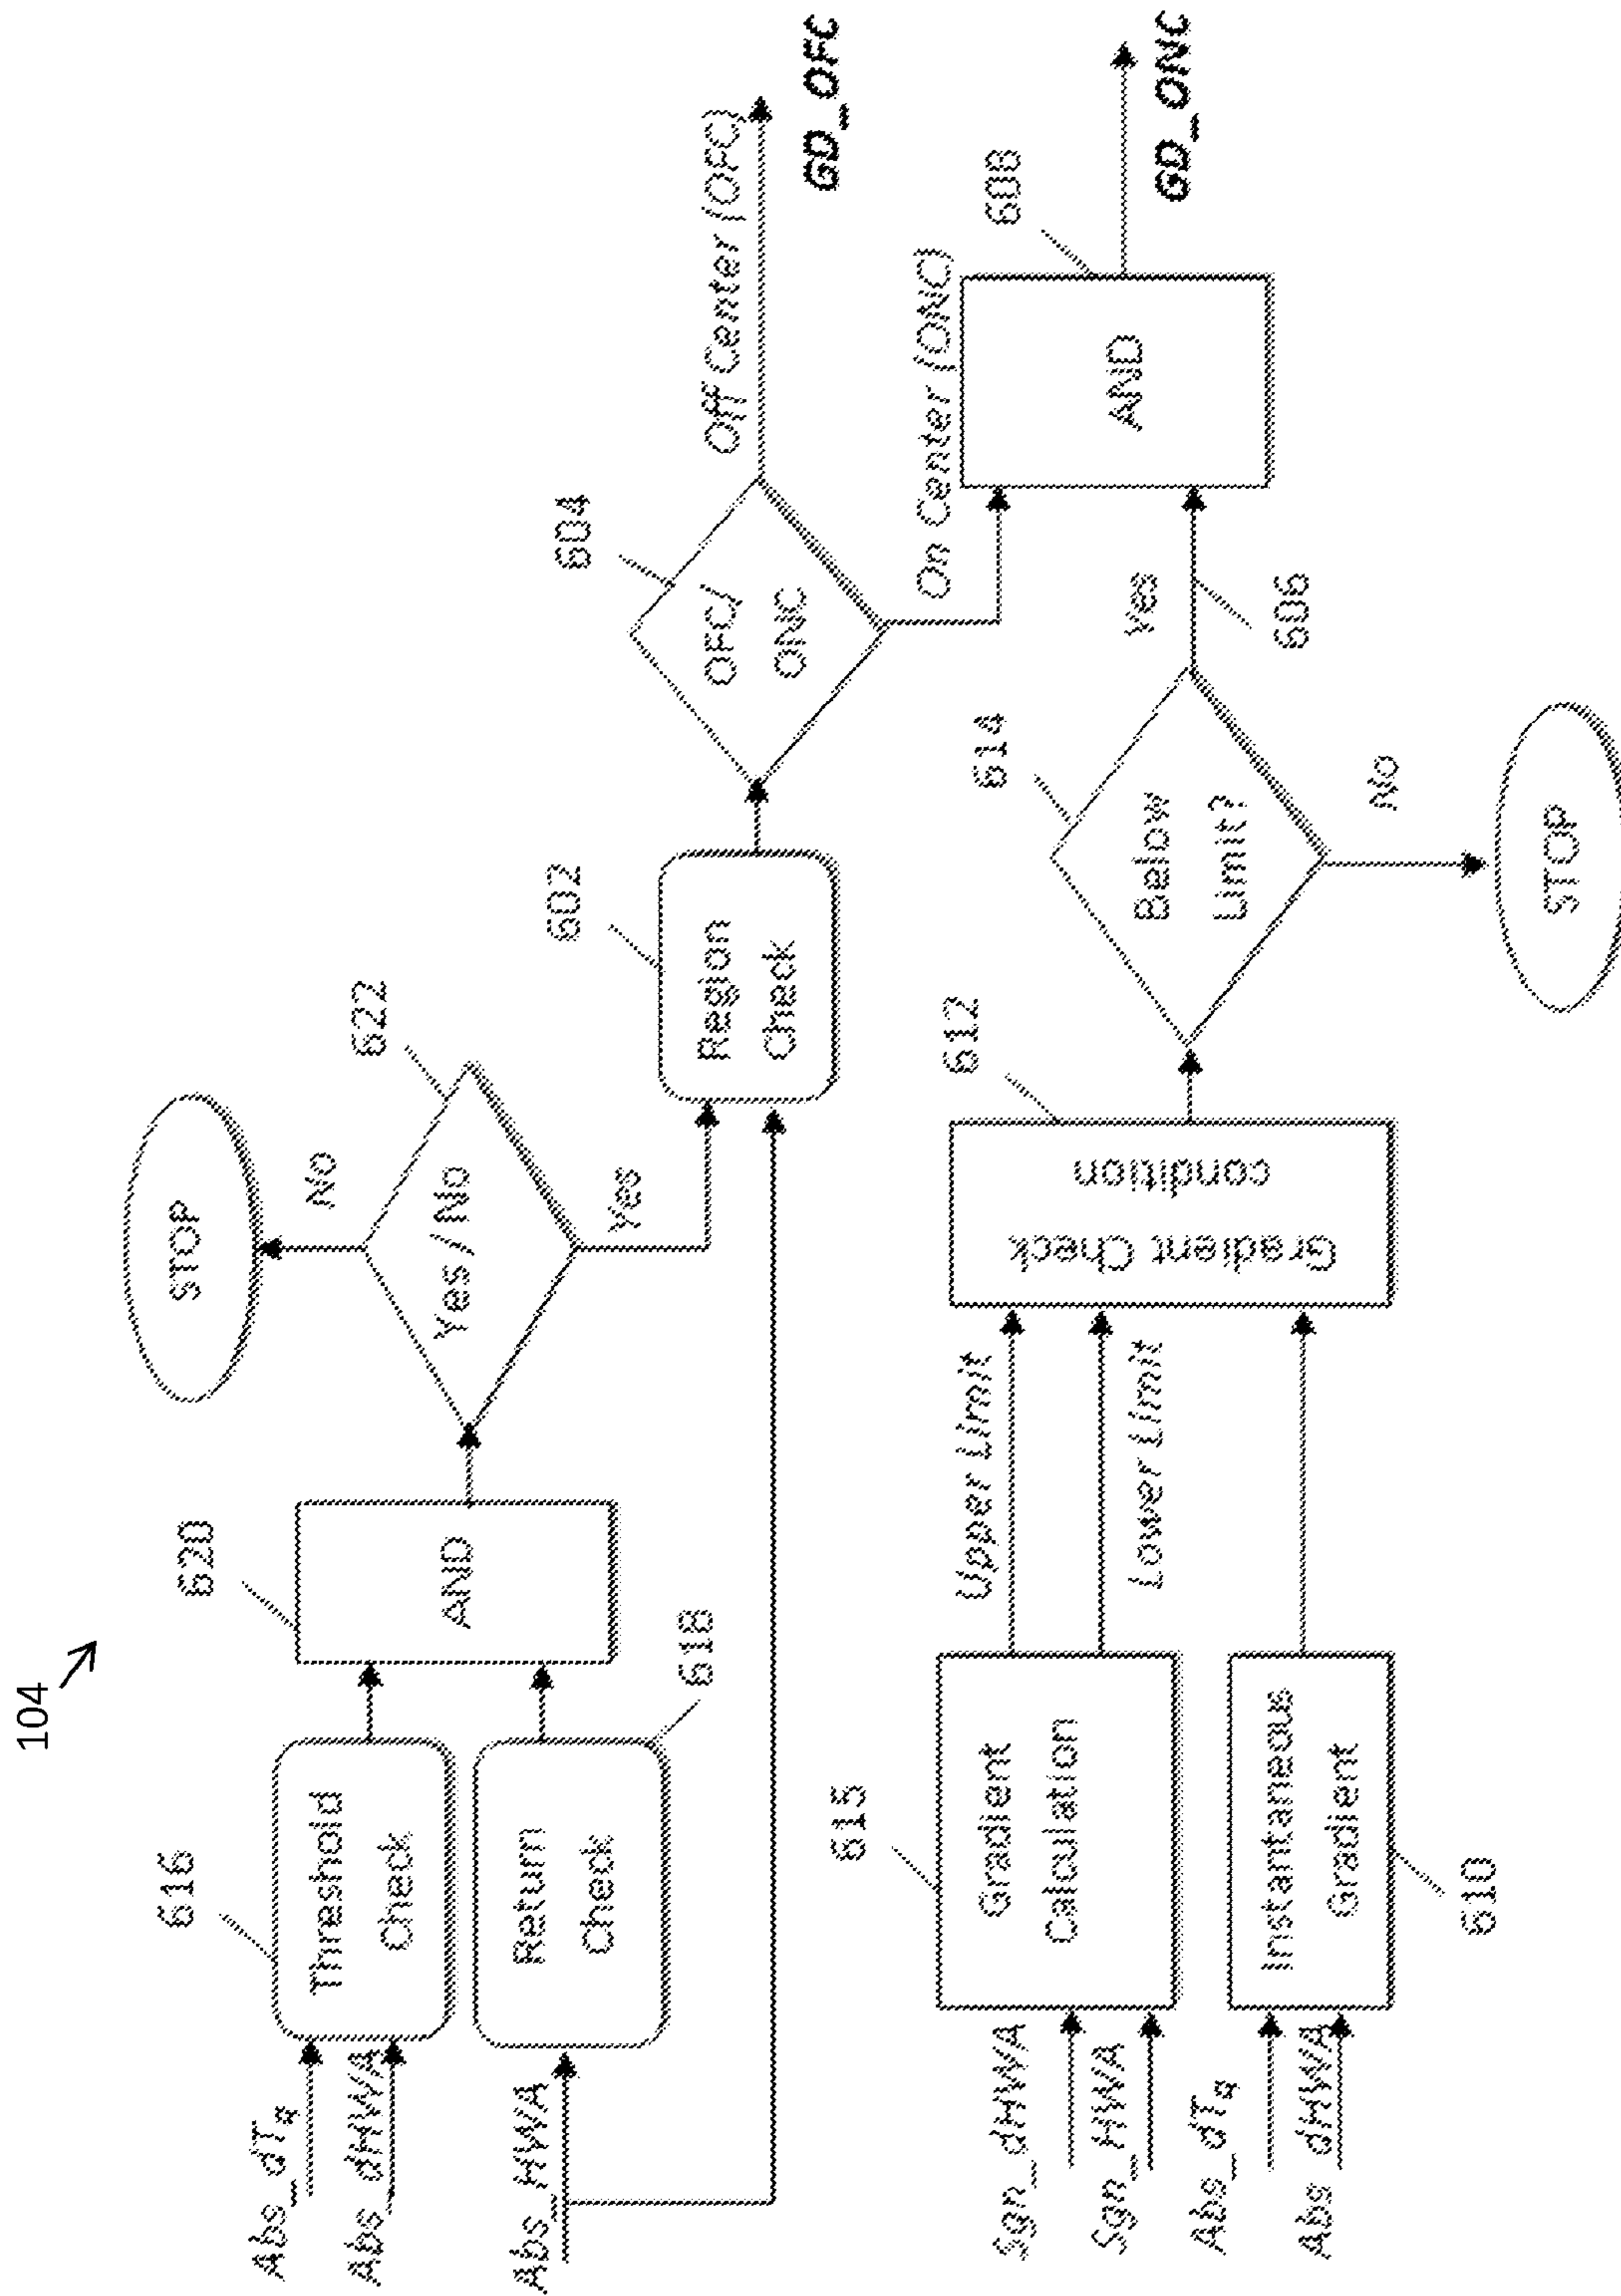 104
616
Threshold
check
Abs_dTq
Abs_dHWA
Return
check
618
Abs_HWA
620
AND
STOP
No
Yes/No
622
yes
Region
check
602
OFC/
ONC
604
Off Center (OFC)
GD_OFC
On Center (ONC)
AND
608
GD_ONC
615
Gradient
Calculation
Sgn_dHWA
Sgn_HWA
Upper Limit
Lower Limit
Instantaneous
Gradient
610
Abs_dTq
Abs_dHWA
Gradient Check
condition
612
Below
Limit?
614
yes
606
No
STOP